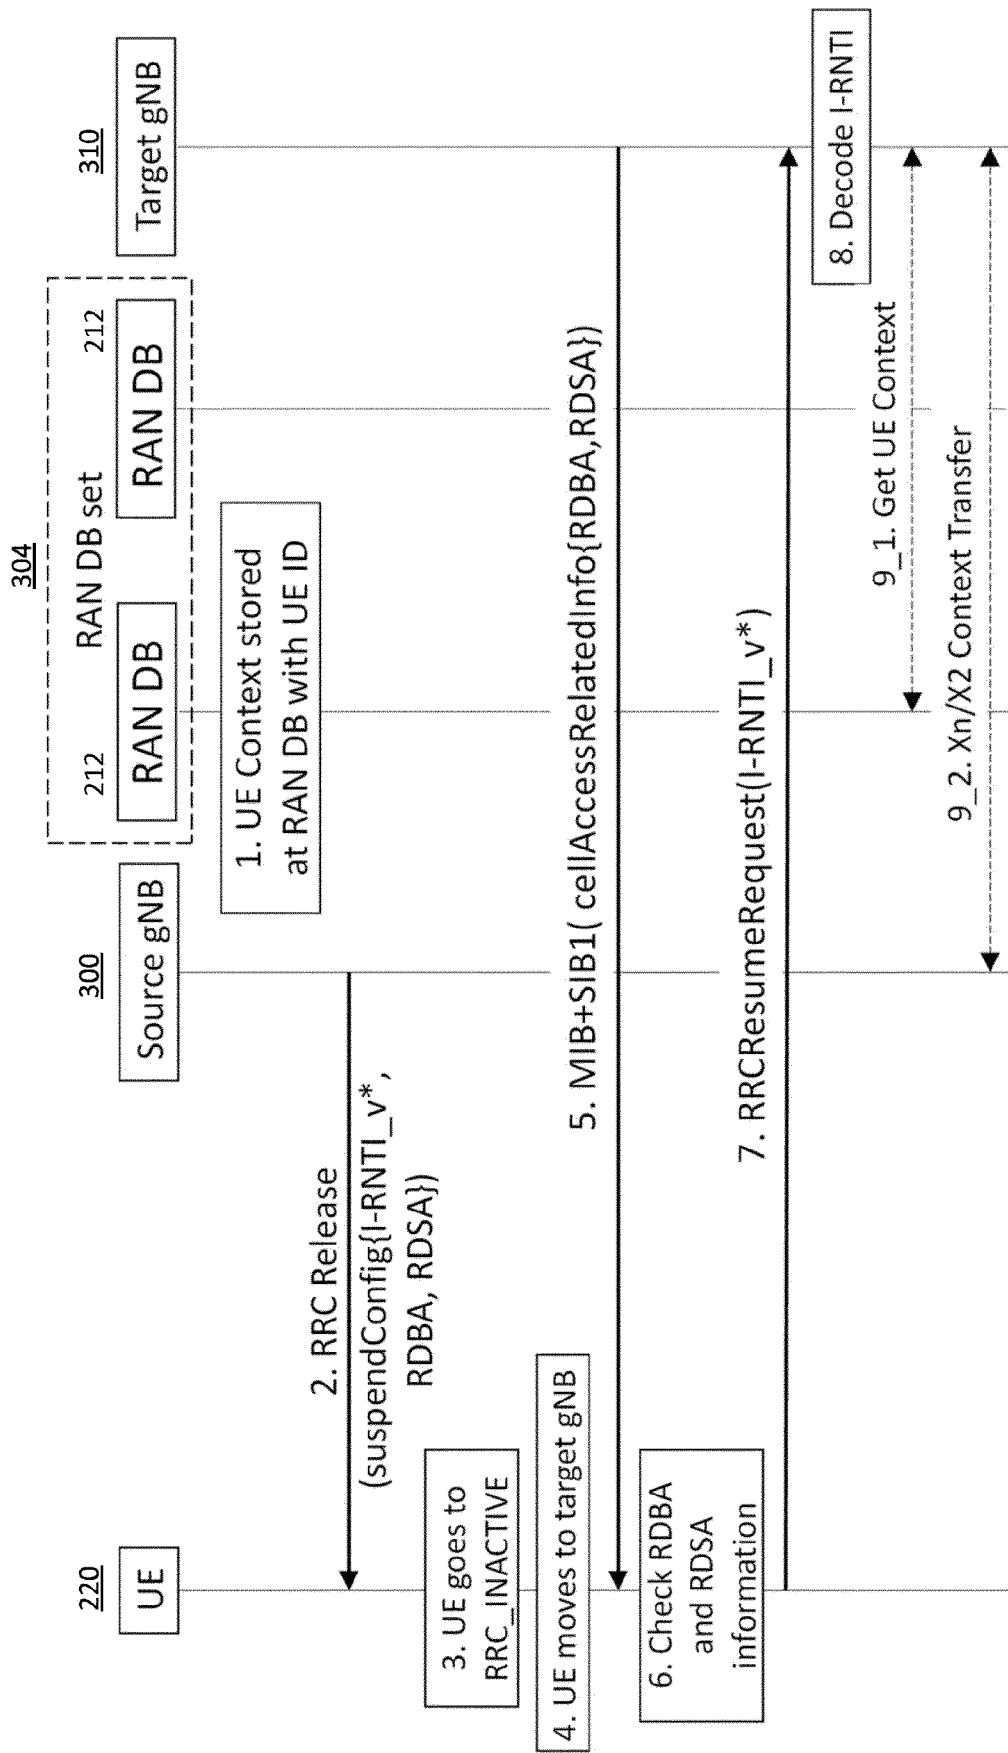 220
UE
300
Source gNB
304
RAN DB set
212
RAN DB
212
RAN DB
310
Target gNB
1. UE Context stored
at RAN DB with UE ID
2. RRC Release
(suspendConfig{I-RNTI_v*,
RDBA, RDSA})
3. UE goes to
RRC_INACTIVE
4. UE moves to target gNB
5. MIB+SIB1( cellAccessRelatedInfo{RDBA,RDSA})
6. Check RDBA
and RDSA
information
7. RRCResumeRequest(I-RNTI_v*)
8. Decode I-RNTI
9_1. Get UE Context
9_2. Xn/X2 Context Transfer